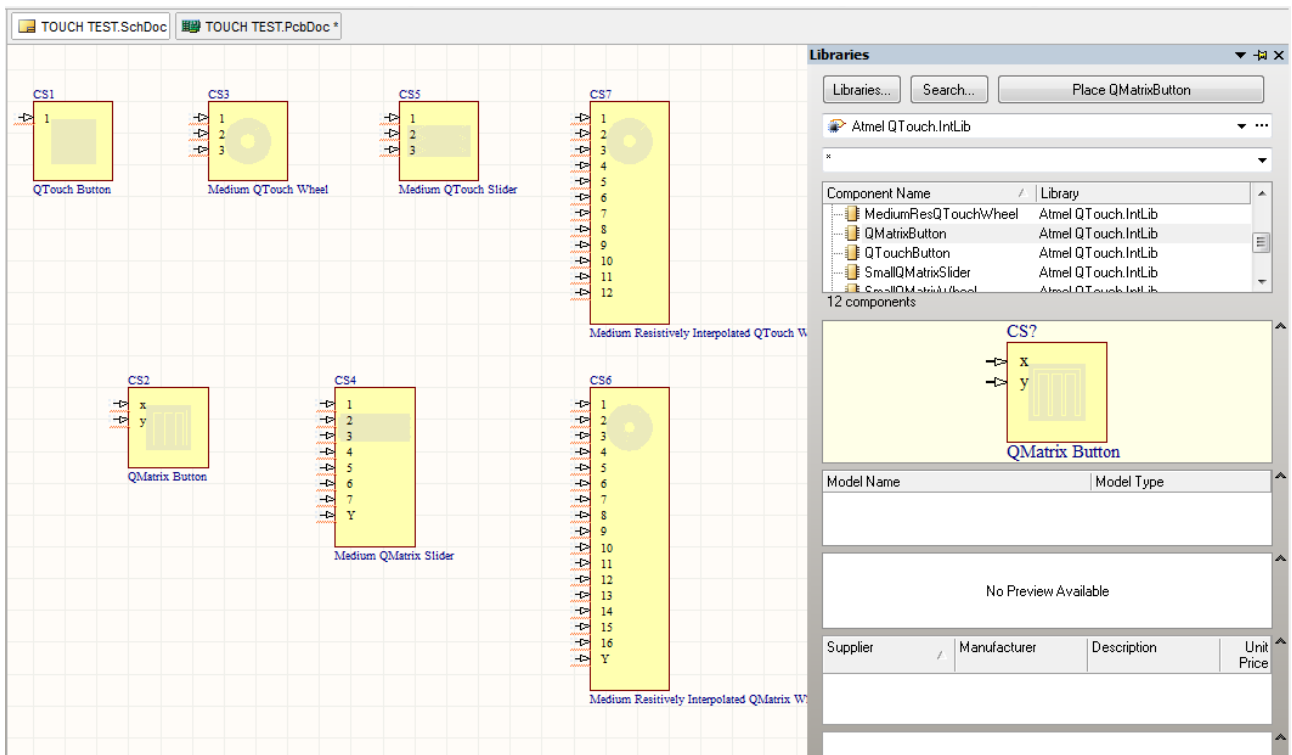 TOUCH TEST.SchDoc TOUCH TEST.PcbDoc *
CS1
1
QTouch Button
CS3
1
2
3
Medium QTouch Wheel
CS5
1
2
3
Medium QTouch Slider
CS7
1
2
3
4
5
6
7
8
9
10
11
12
Medium Resistively Interpolated QTouch W
CS2
x
y
QMatrix Button
CS4
1
2
3
4
5
6
7
Y
Medium QMatrix Slider
CS6
1
2
3
4
5
6
7
8
9
10
11
12
13
14
15
16
Y
Medium Resitively Interpolated QMatrix W
Libraries
Libraries... Search... Place QMatrixButton
Atmel QTouch.IntLib
*
Component Name Library
MediumResQTouchWheel Atmel QTouch.IntLib
QMatrixButton Atmel QTouch.IntLib
QTouchButton Atmel QTouch.IntLib
SmallQMatrixSlider Atmel QTouch.IntLib
SmallQMatrixWheel Atmel QTouch.IntLib
12 components
CS?
x
y
QMatrix Button
Model Name Model Type
No Preview Available
Supplier Manufacturer Description Unit
Price